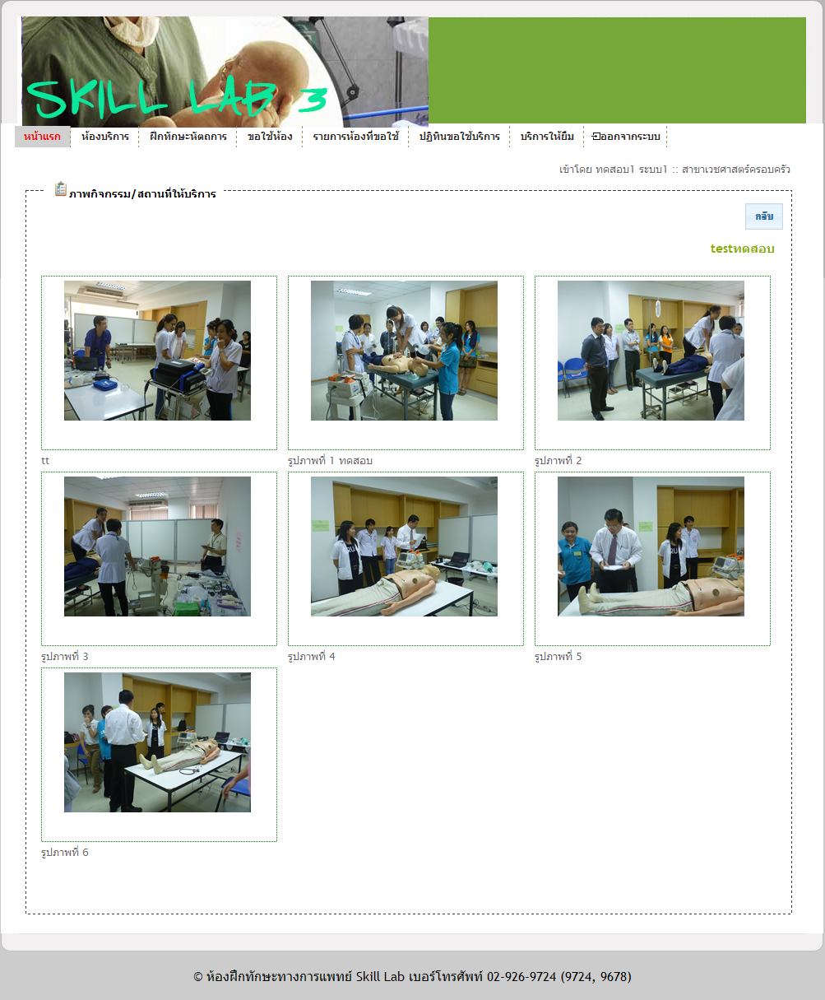 SKILL LAB 3
หน้าแรก ห้องบริการ ฝึกทักษะหัตถการ ขอใช้ห้อง รายการห้องที่ขอใช้ ปฏิทินขอใช้บริการ บริการให้ยืม ออกจากระบบ
เข้าโดย ทดสอบ1 ระบบ1 :: สาขาเวชศาสตร์ครอบครัว
ภาพกิจกรรม/สถานที่ให้บริการ
กลับ
testทดสอบ
tt รูปภาพที่ 1 ทดสอบ รูปภาพที่ 2
รูปภาพที่ 3 รูปภาพที่ 4 รูปภาพที่ 5
รูปภาพที่ 6
© ห้องฝึกทักษะทางการแพทย์ Skill Lab เบอร์โทรศัพท์ 02-926-9724 (9724, 9678)